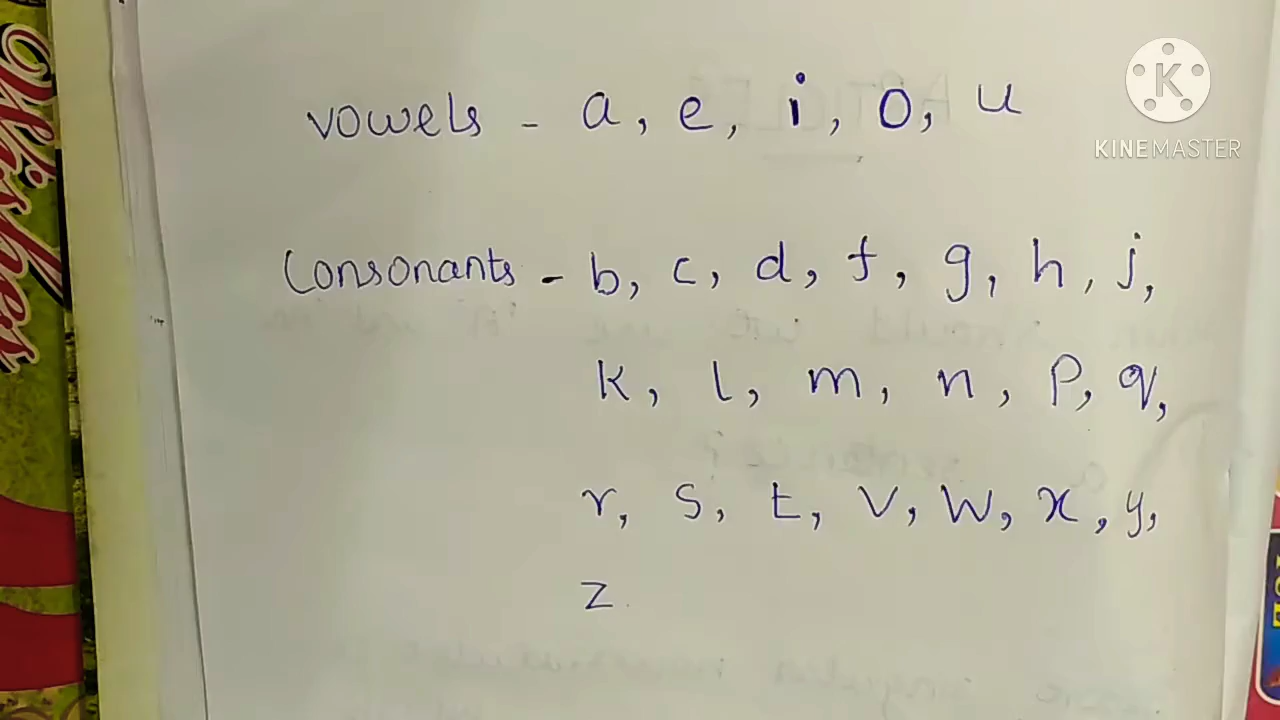 vowels - a, e, i, o, u
Consonants - b, c, d, f, g, h, j,
k, l, m, n, p, q,
r, s, t, v, w, x, y,
z
K
KINEMASTER